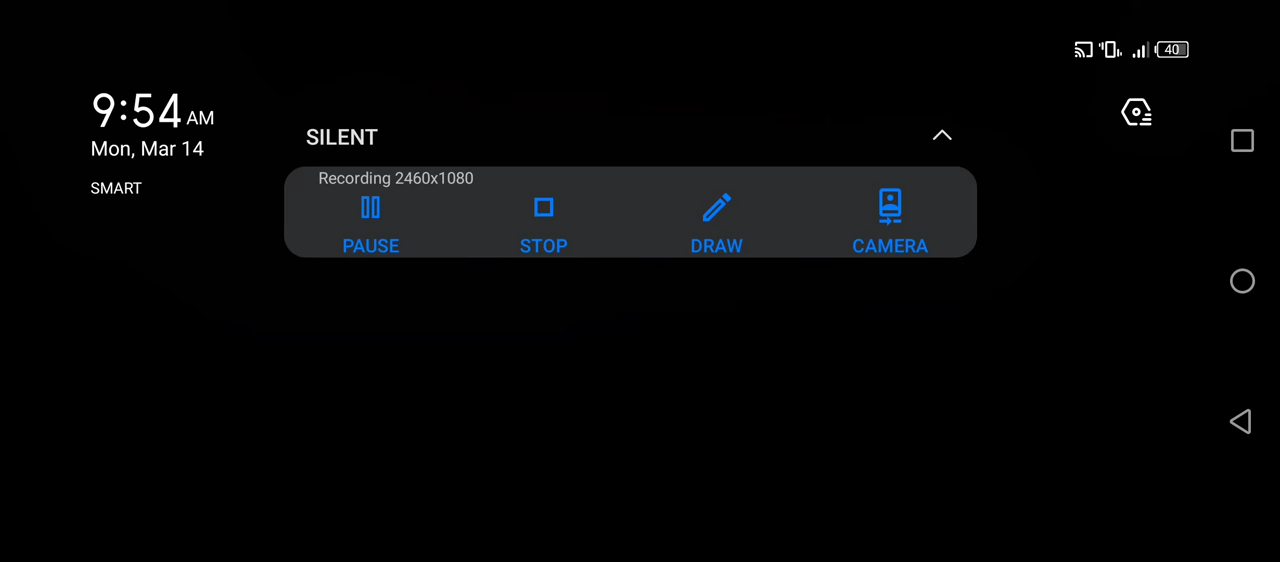 40
9:54 AM
Mon, Mar 14
SMART
SILENT
Recording 2460x1080
PAUSE STOP DRAW CAMERA